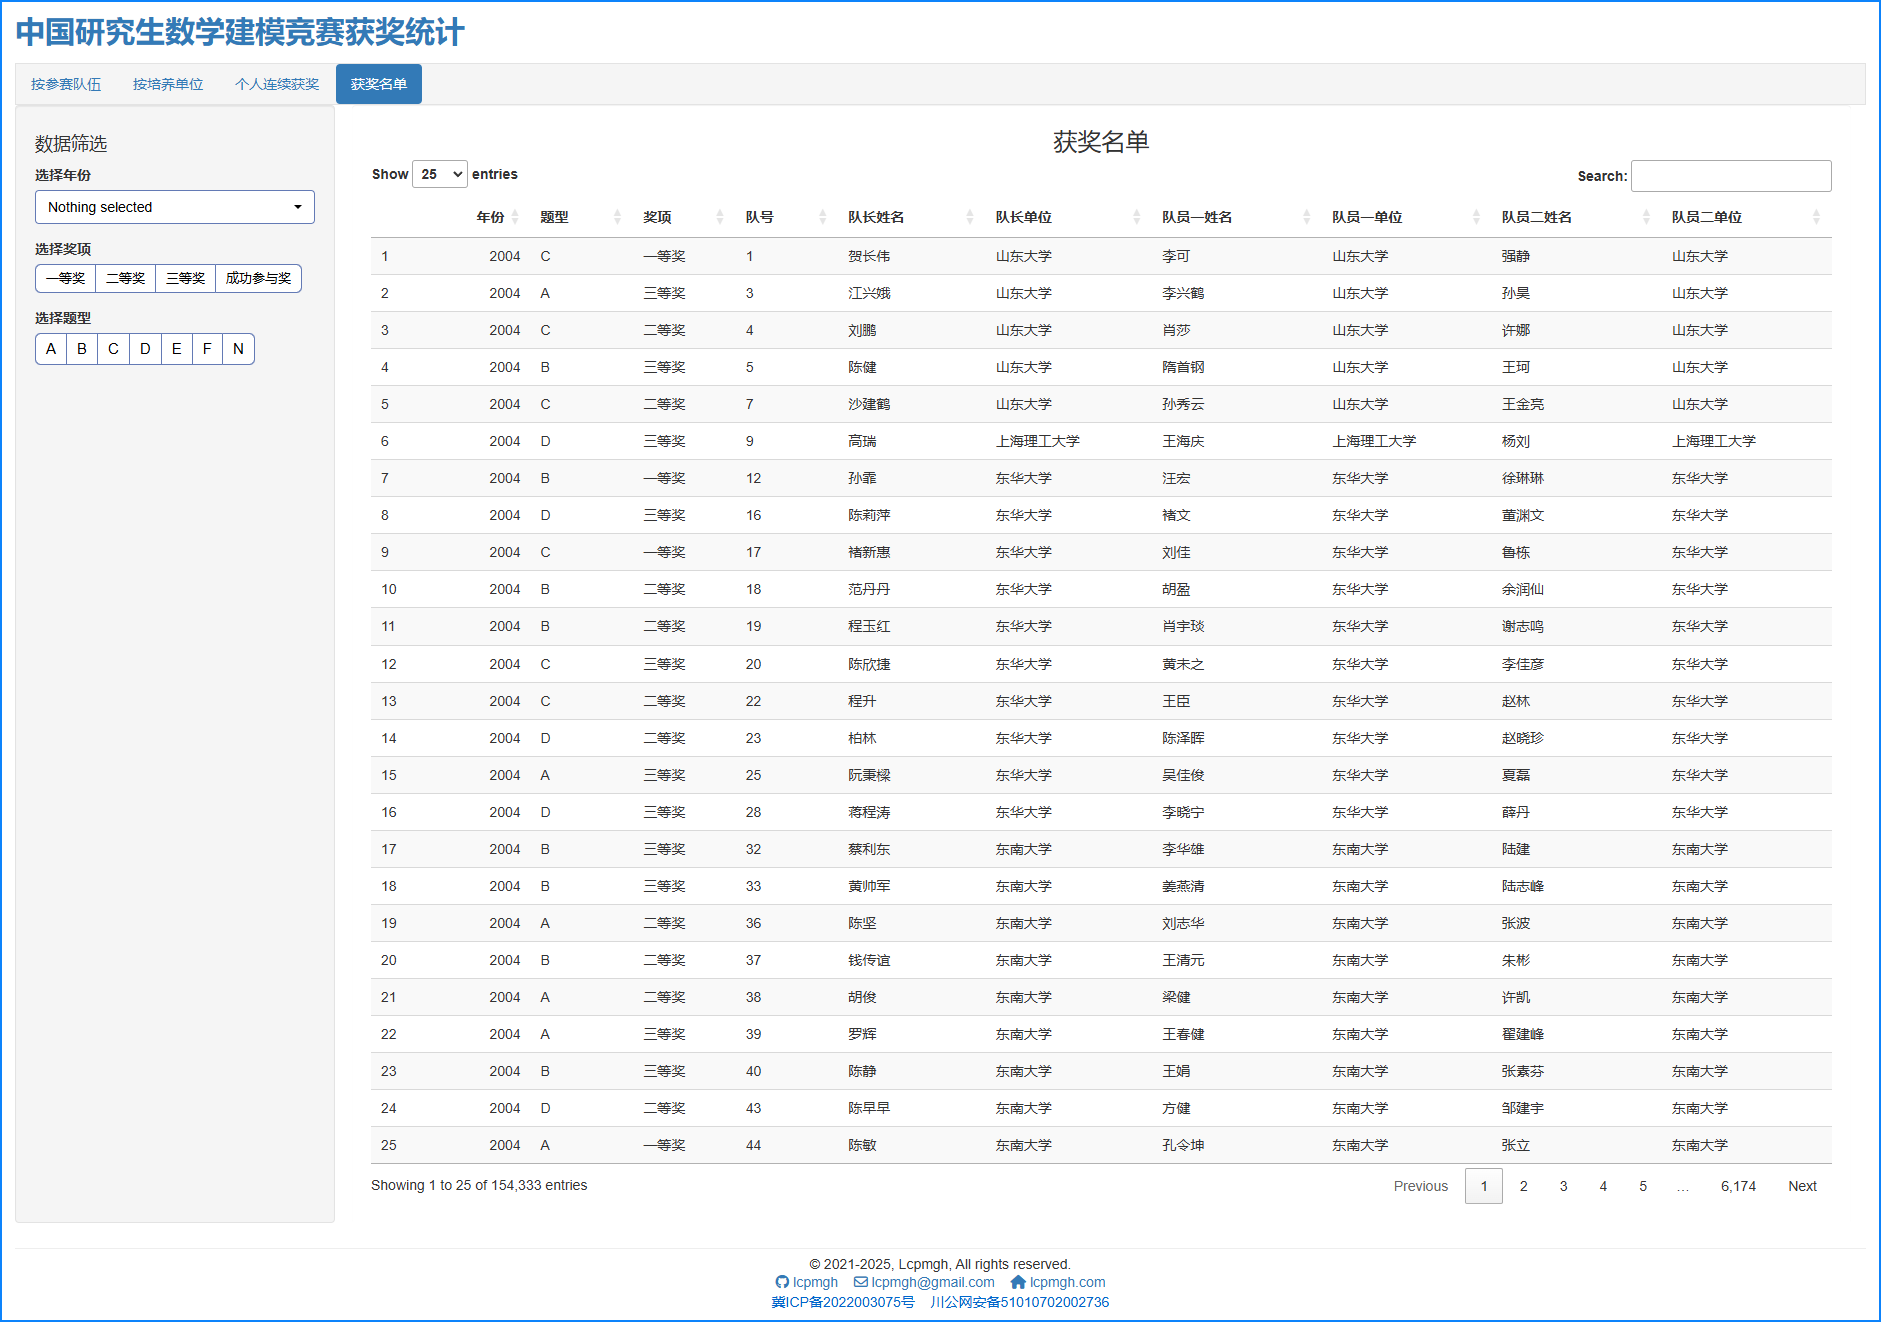 中国研究生数学建模竞赛获奖统计
按参赛队伍 按培养单位 个人连续获奖 获奖名单
数据筛选
选择年份
Nothing selected
选择奖项
一等奖 二等奖 三等奖 成功参与奖
选择题型
A B C D E F N
获奖名单
Show 25 entries Search:
年份 题型 奖项 队号 队长姓名 队长单位 队员一姓名 队员一单位 队员二姓名 队员二单位
1 2004 C 一等奖 1 贺长伟 山东大学 李可 山东大学 强静 山东大学
2 2004 A 三等奖 3 江兴娥 山东大学 李兴鹤 山东大学 孙昊 山东大学
3 2004 C 二等奖 4 刘鹏 山东大学 肖莎 山东大学 许娜 山东大学
4 2004 B 三等奖 5 陈健 山东大学 隋首钢 山东大学 王珂 山东大学
5 2004 C 二等奖 7 沙建鹤 山东大学 孙秀云 山东大学 王金亮 山东大学
6 2004 D 三等奖 9 高瑞 上海理工大学 王海庆 上海理工大学 杨刘 上海理工大学
7 2004 B 一等奖 12 孙霏 东华大学 汪宏 东华大学 徐琳琳 东华大学
8 2004 D 三等奖 16 陈莉萍 东华大学 褚文 东华大学 董渊文 东华大学
9 2004 C 一等奖 17 褚新惠 东华大学 刘佳 东华大学 鲁栋 东华大学
10 2004 B 二等奖 18 范丹丹 东华大学 胡盈 东华大学 余润仙 东华大学
11 2004 B 二等奖 19 程玉红 东华大学 肖宇琰 东华大学 谢志鸣 东华大学
12 2004 C 三等奖 20 陈欣捷 东华大学 黄未之 东华大学 李佳彦 东华大学
13 2004 C 二等奖 22 程升 东华大学 王臣 东华大学 赵林 东华大学
14 2004 D 二等奖 23 柏林 东华大学 陈泽晖 东华大学 赵晓珍 东华大学
15 2004 A 三等奖 25 阮秉樑 东华大学 吴佳俊 东华大学 夏磊 东华大学
16 2004 D 三等奖 28 蒋程涛 东华大学 李晓宁 东华大学 薛丹 东华大学
17 2004 B 三等奖 32 蔡利东 东南大学 李华雄 东南大学 陆建 东南大学
18 2004 B 三等奖 33 黄帅军 东南大学 姜燕清 东南大学 陆志峰 东南大学
19 2004 A 二等奖 36 陈坚 东南大学 刘志华 东南大学 张波 东南大学
20 2004 B 二等奖 37 钱传谊 东南大学 王清元 东南大学 朱彬 东南大学
21 2004 A 二等奖 38 胡俊 东南大学 梁健 东南大学 许凯 东南大学
22 2004 A 三等奖 39 罗辉 东南大学 王春健 东南大学 翟建峰 东南大学
23 2004 B 三等奖 40 陈静 东南大学 王娟 东南大学 张素芬 东南大学
24 2004 D 二等奖 43 陈早早 东南大学 方健 东南大学 邹建宇 东南大学
25 2004 A 一等奖 44 陈敏 东南大学 孔令坤 东南大学 张立 东南大学
Showing 1 to 25 of 154,333 entries Previous 1 2 3 4 5 … 6,174 Next
© 2021-2025, Lcpmgh, All rights reserved.
lcpmgh lcpmgh@gmail.com lcpmgh.com
冀ICP备2022003075号 川公网安备51010702002736